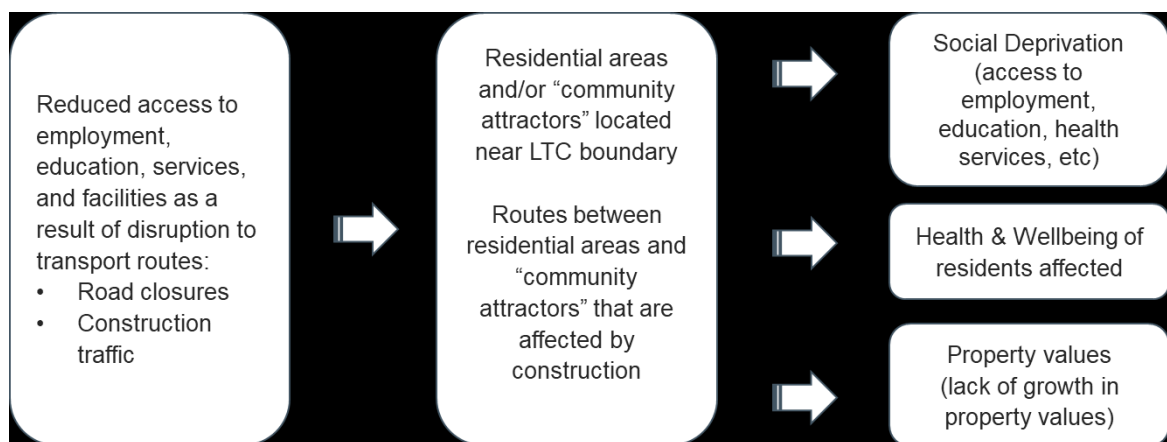 Reduced access to
employment,
education, services,
and facilities as a
result of disruption to
transport routes:
• Road closures
• Construction
traffic
Residential areas
and/or “community
attractors” located
near LTC boundary
Routes between
residential areas and
“community
attractors” that are
affected by
construction
Social Deprivation
(access to
employment,
education, health
services, etc)
Health & Wellbeing of
residents affected
Property values
(lack of growth in
property values)